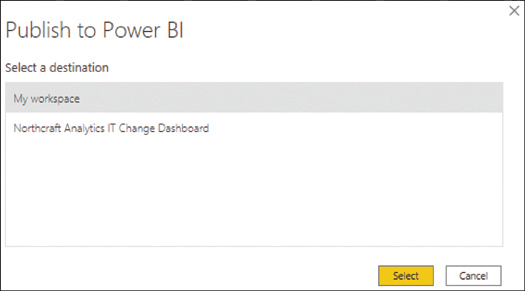 Publish to Power BI
Select a destination
My workspace
Northcraft Analytics IT Change Dashboard
Select
Cancel